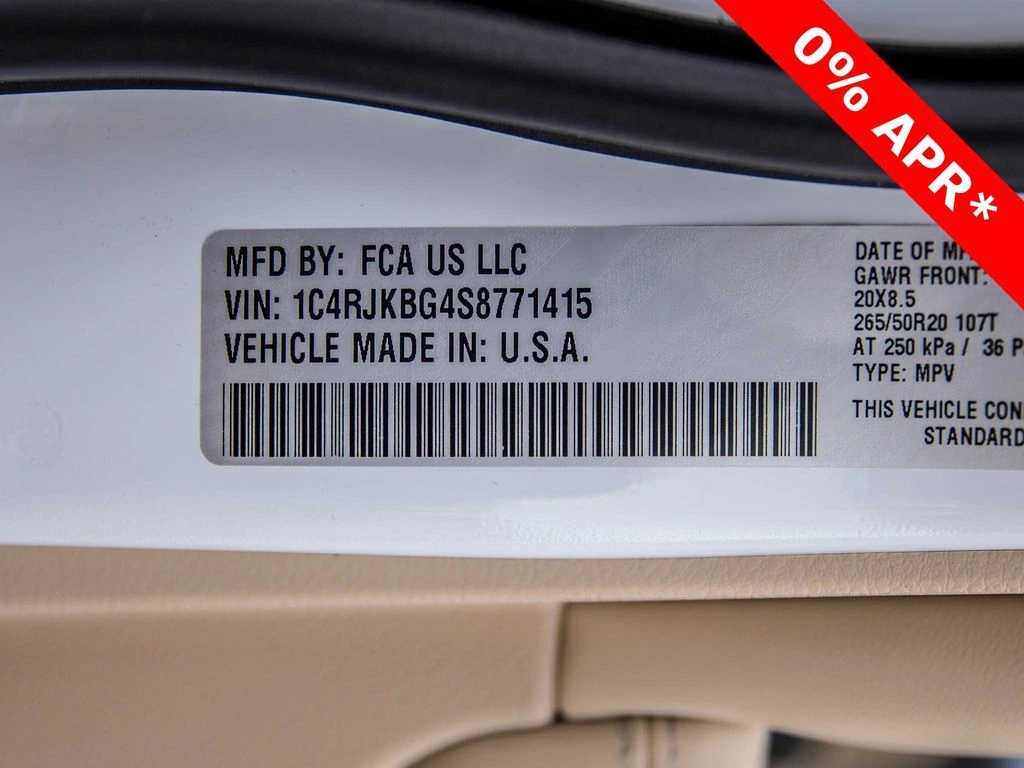 0% APR*
MFD BY: FCA US LLC
VIN: 1C4RJKBG4S8771415
VEHICLE MADE IN: U.S.A.
DATE OF
GAWR FRONT:
20X8.5
265/50R20 107T
AT 250 kPa / 36
TYPE: MPV
THIS VEHICLE
STANDARD